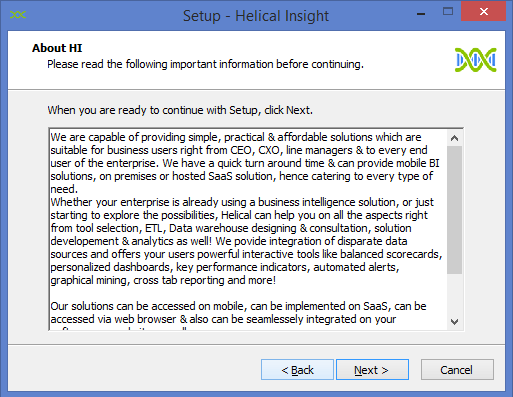 Setup - Helical Insight
About HI
Please read the following important information before continuing.
When you are ready to continue with Setup, click Next.
We are capable of providing simple, practical & affordable solutions which are
suitable for business users right from CEO, CXO, line managers & to every end
user of the enterprise. We have a quick turn around time & can provide mobile BI
solutions, on premises or hosted SaaS solution, hence catering to every type of
need.
Whether your enterprise is already using a business intelligence solution, or just
starting to explore the possibilities, Helical can help you on all the aspects right
from tool selection, ETL, Data warehouse designing & consultation, solution
developement & analytics as well! We povide integration of disparate data
sources and offers your users powerful interactive tools like balanced scorecards,
personalized dashboards, key performance indicators, automated alerts,
graphical mining, cross tab reporting and more!
Our solutions can be accessed on mobile, can be implemented on SaaS, can be
accessed via web browser & also can be seamlessely integrated on your
< Back
Next >
Cancel